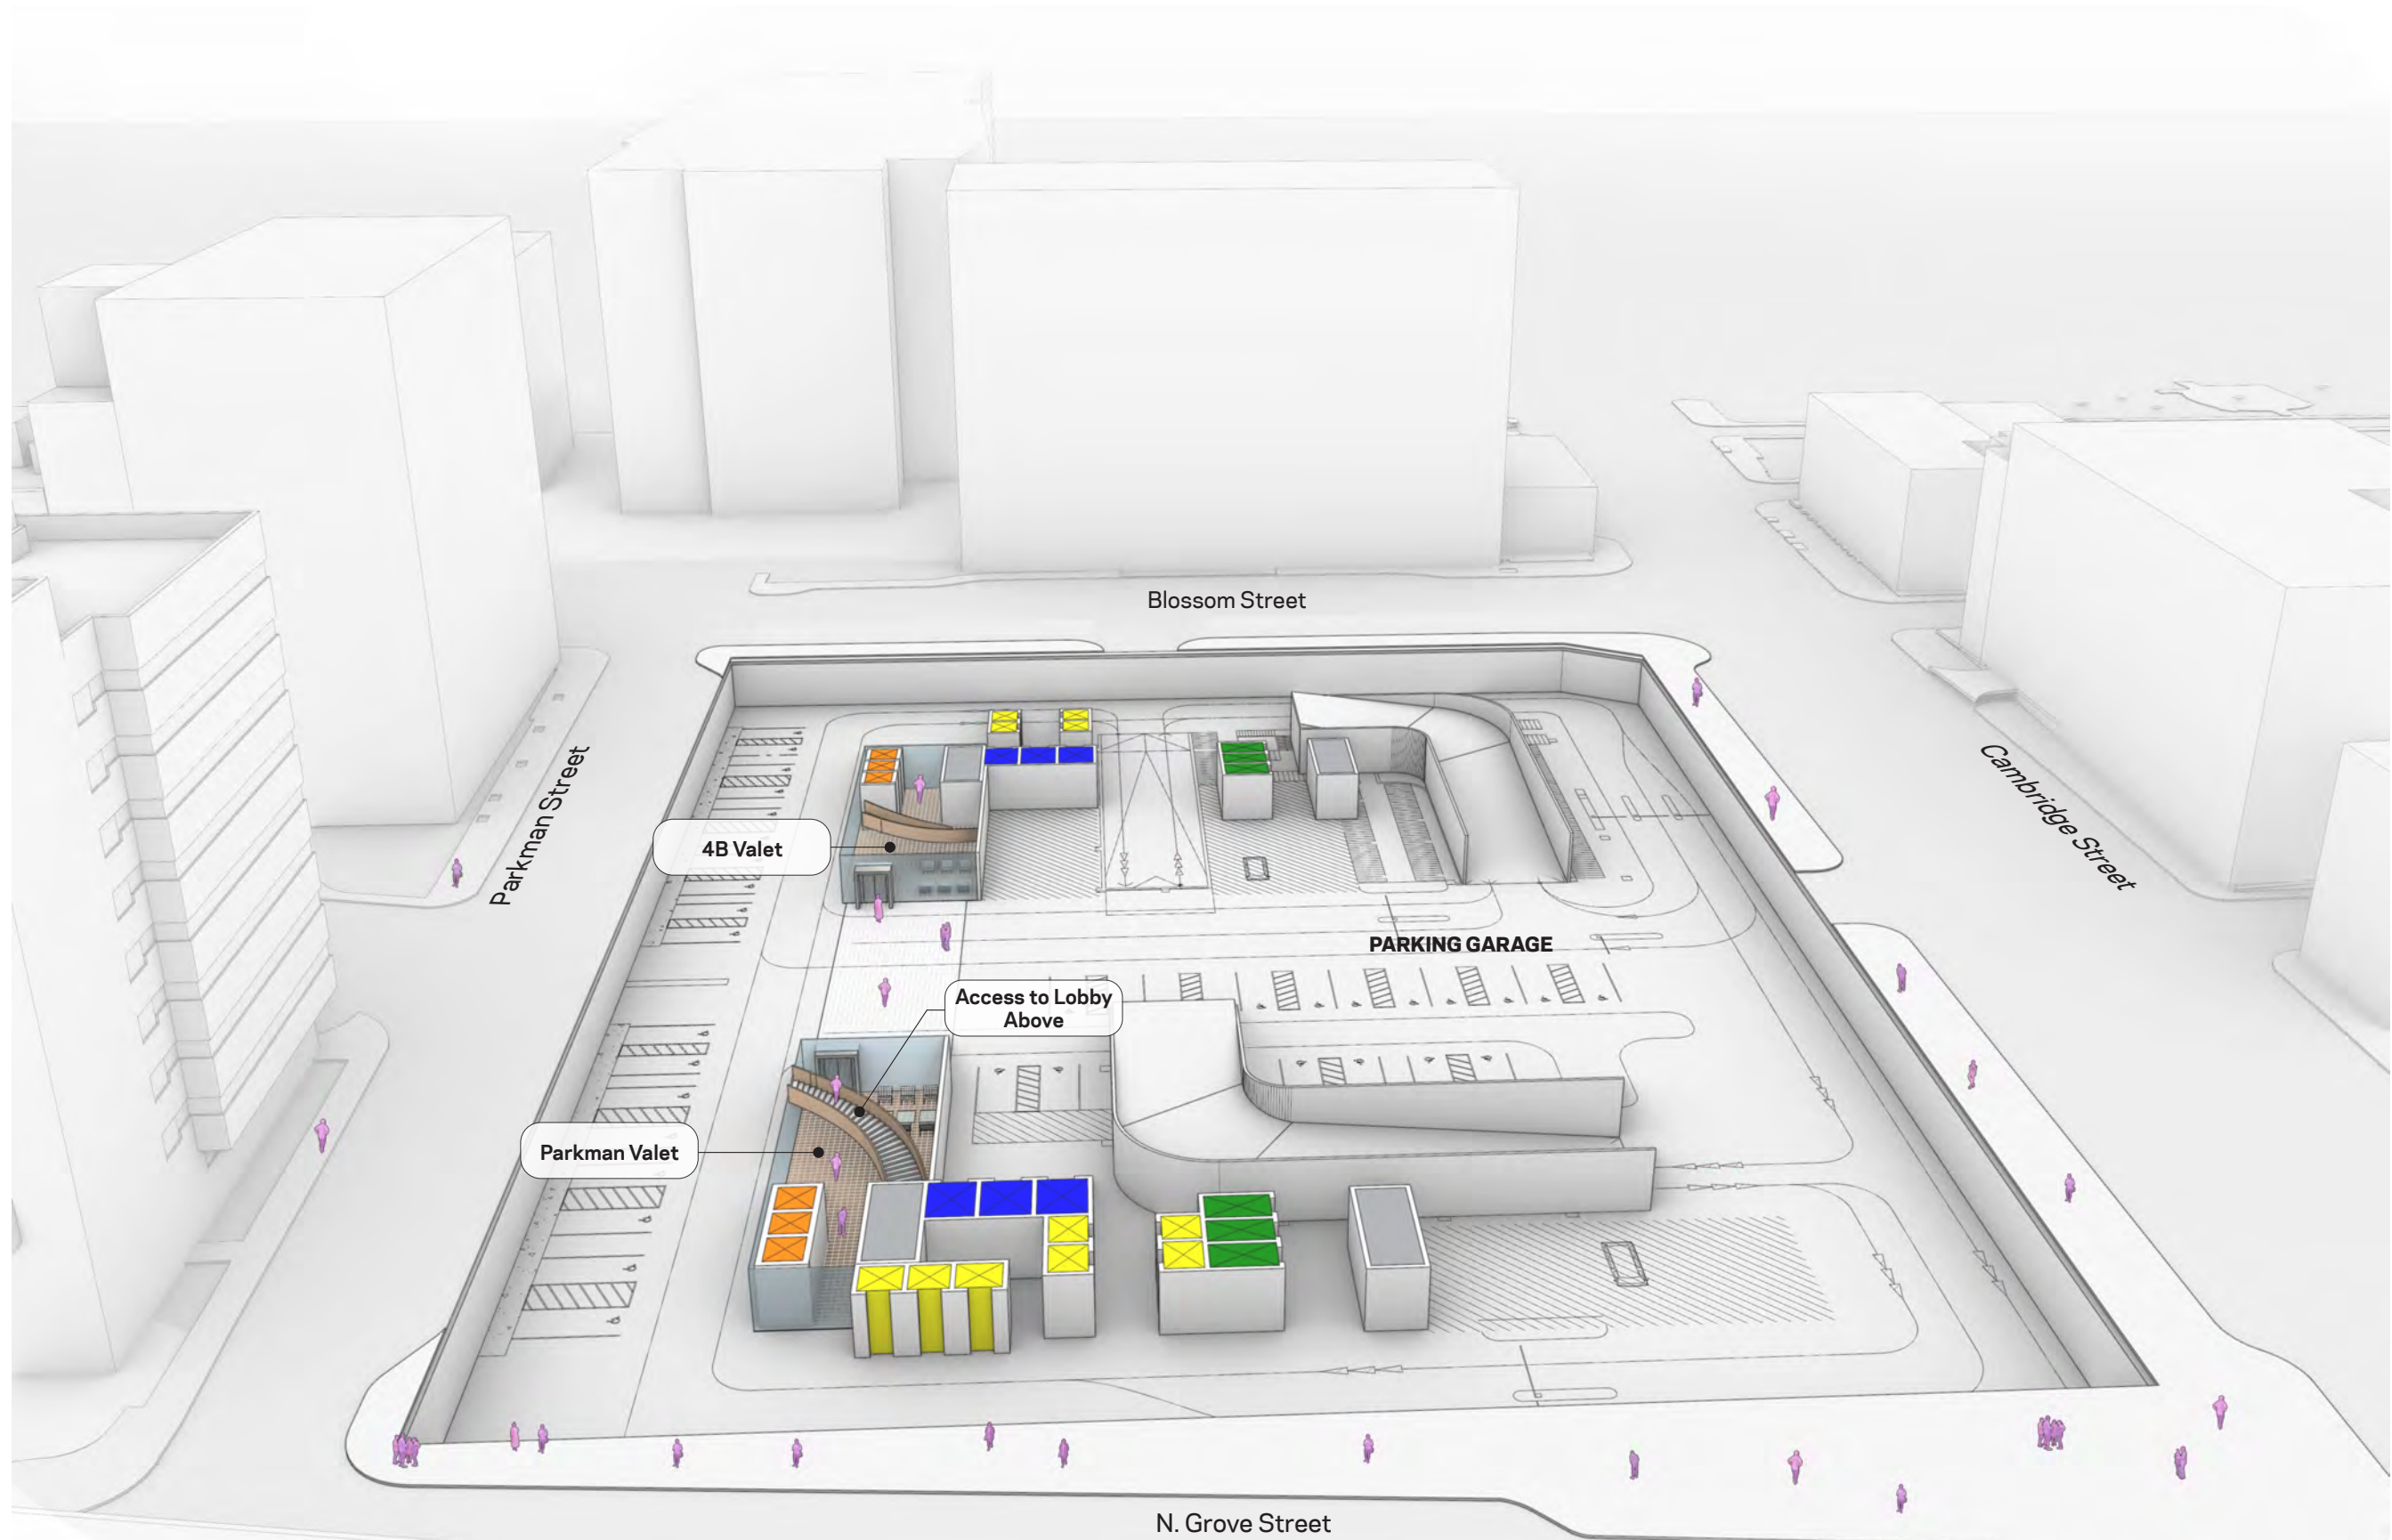 Blossom Street
Parkman Street
Cambridge Street
4B Valet
PARKING GARAGE
Access to Lobby
Above
Parkman Valet
N. Grove Street